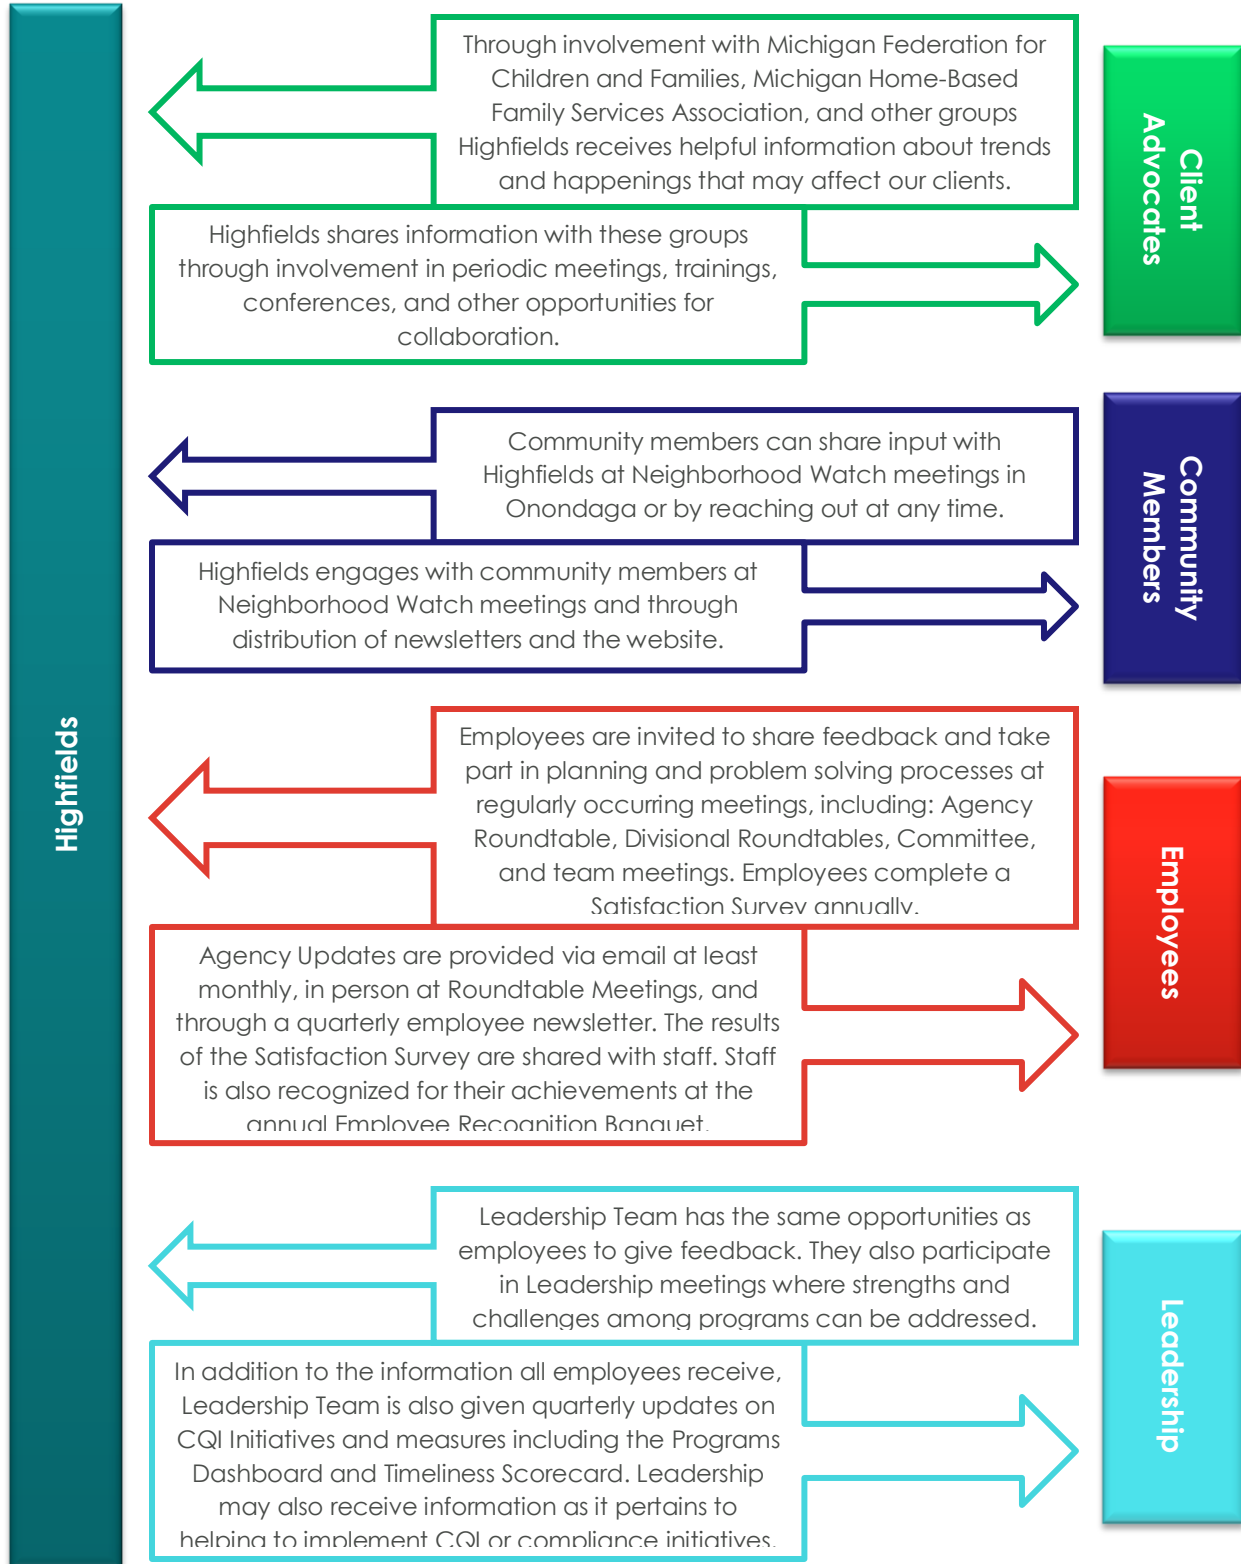 Highfields
Through involvement with Michigan Federation for
Children and Families, Michigan Home-Based
Family Services Association, and other groups
Highfields receives helpful information about trends
and happenings that may affect our clients.
Highfields shares information with these groups
through involvement in periodic meetings, trainings,
conferences, and other opportunities for
collaboration.
Client
Advocates
Community members can share input with
Highfields at Neighborhood Watch meetings in
Onondaga or by reaching out at any time.
Highfields engages with community members at
Neighborhood Watch meetings and through
distribution of newsletters and the website.
Community
Members
Employees are invited to share feedback and take
part in planning and problem solving processes at
regularly occurring meetings, including: Agency
Roundtable, Divisional Roundtables, Committee,
and team meetings. Employees complete a
Satisfaction Survey annually.
Agency Updates are provided via email at least
monthly, in person at Roundtable Meetings, and
through a quarterly employee newsletter. The results
of the Satisfaction Survey are shared with staff. Staff
is also recognized for their achievements at the
annual Employee Recognition Banquet.
Employees
Leadership Team has the same opportunities as
employees to give feedback. They also participate
in Leadership meetings where strengths and
challenges among programs can be addressed.
In addition to the information all employees receive,
Leadership Team is also given quarterly updates on
CQI Initiatives and measures including the Programs
Dashboard and Timeliness Scorecard. Leadership
may also receive information as it pertains to
helping to implement CQI or compliance initiatives.
Leadership